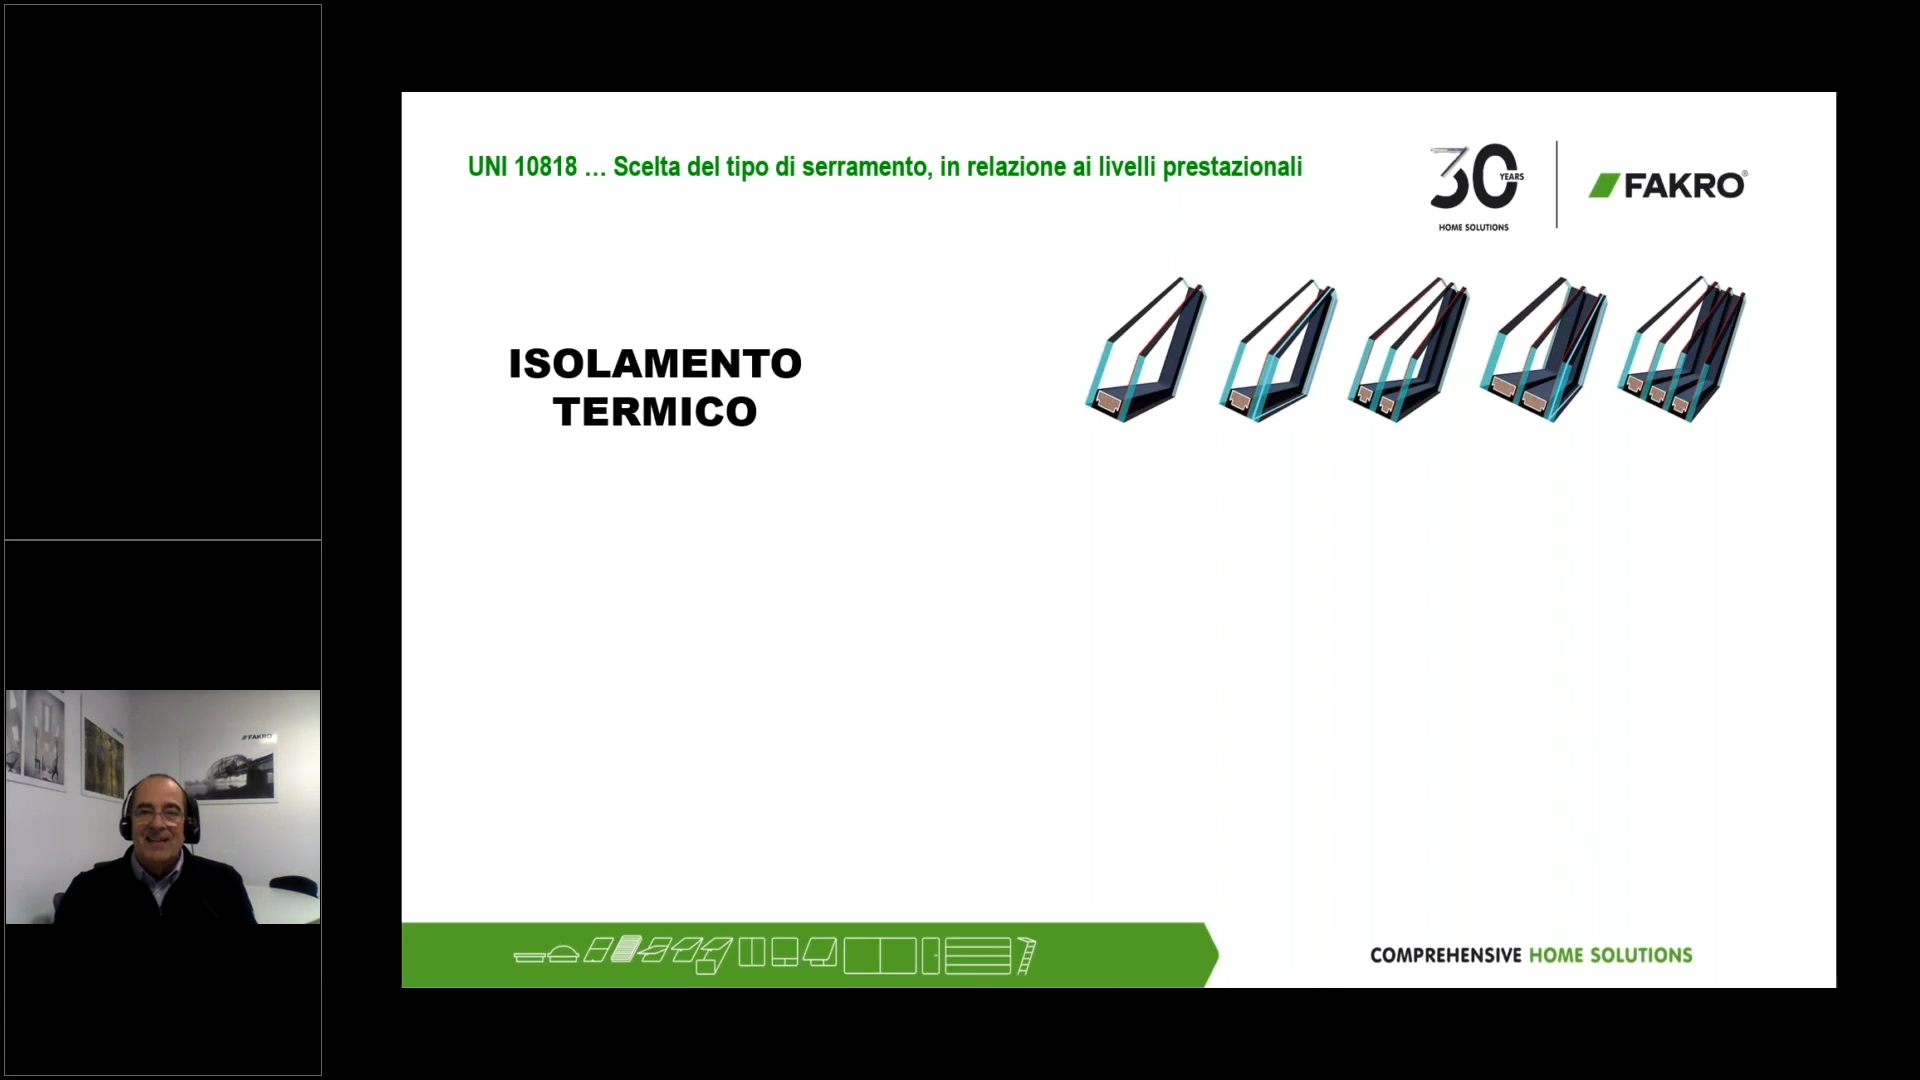 UNI 10818 … Scelta del tipo di serramento, in relazione ai livelli prestazionali
30 YEARS
HOME SOLUTIONS
FAKRO®
ISOLAMENTO
TERMICO
FAKRO
COMPREHENSIVE HOME SOLUTIONS